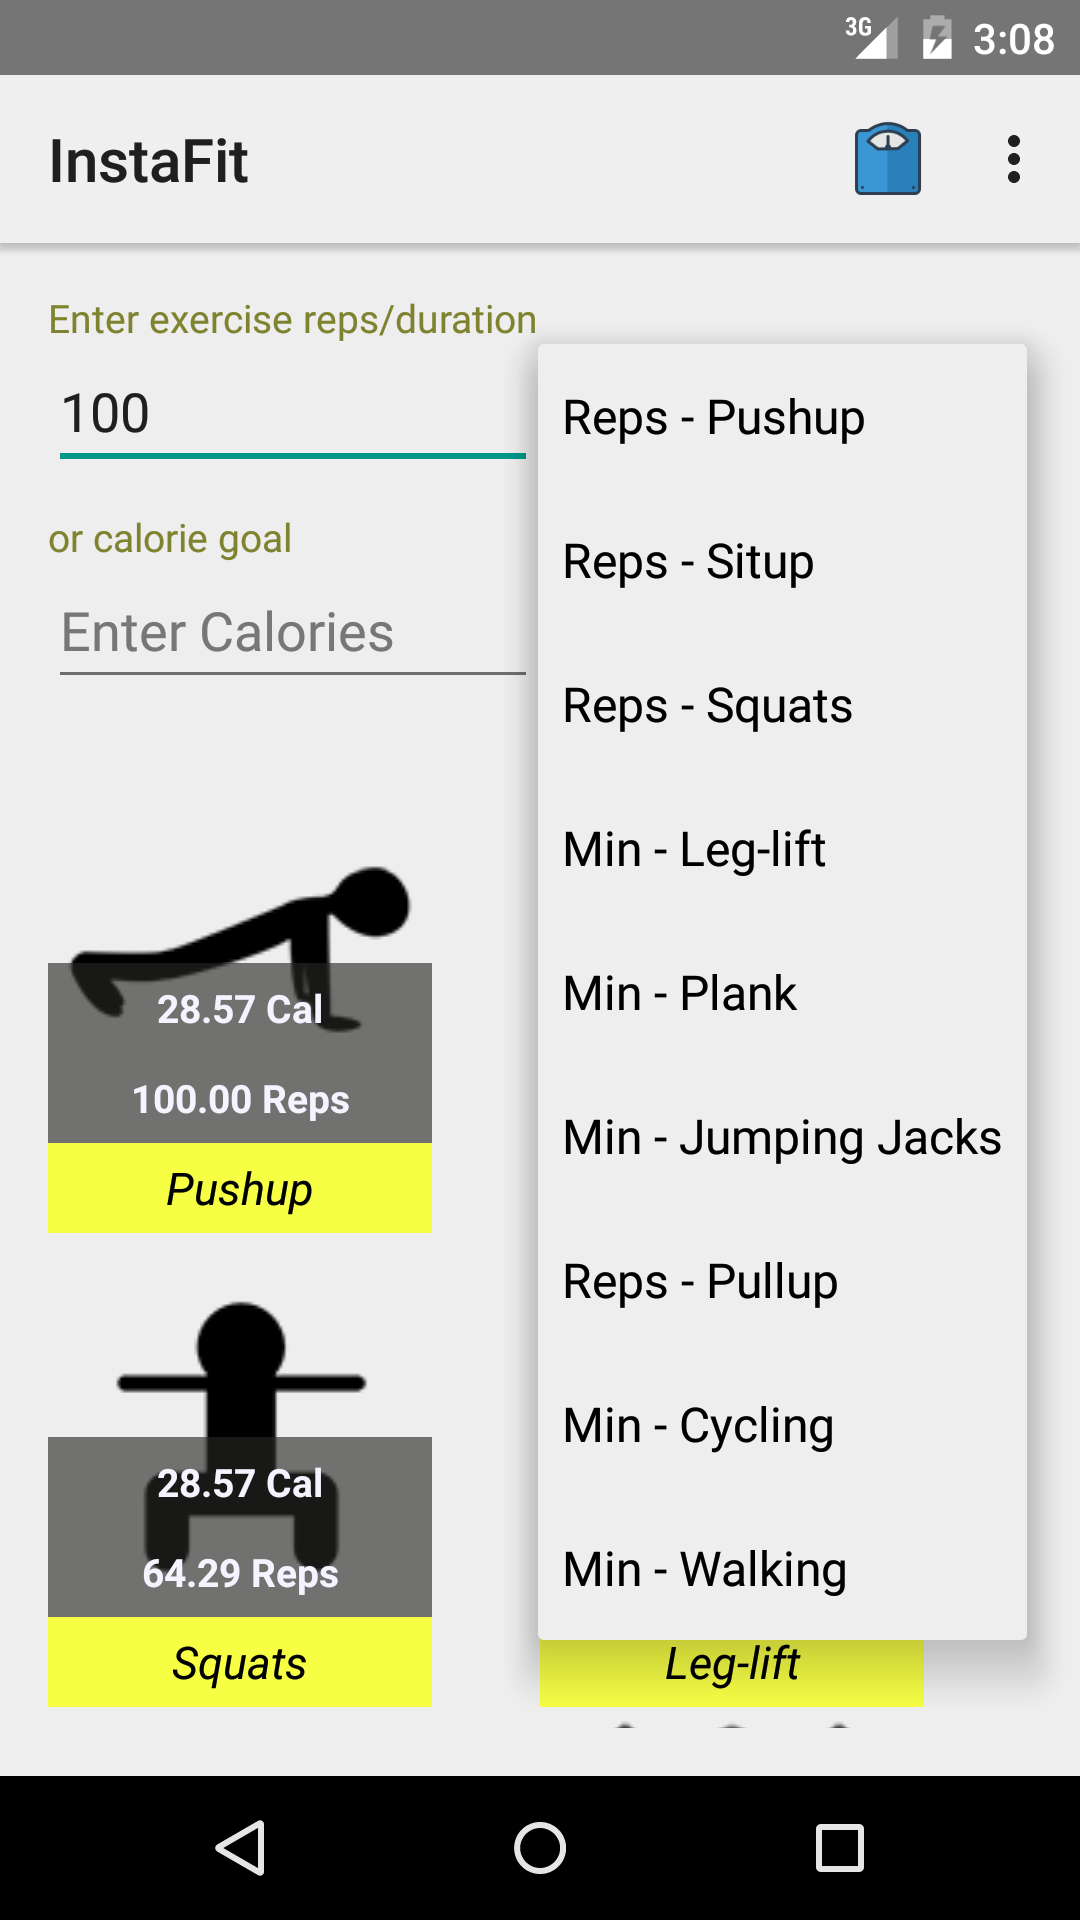 3G 3:08
InstaFit
Enter exercise reps/duration
100
or calorie goal
Enter Calories
Reps - Pushup
Reps - Situp
Reps - Squats
Min - Leg-lift
Min - Plank
Min - Jumping Jacks
Reps - Pullup
Min - Cycling
Min - Walking
28.57 Cal
100.00 Reps
Pushup
28.57 Cal
64.29 Reps
Squats
Leg-lift